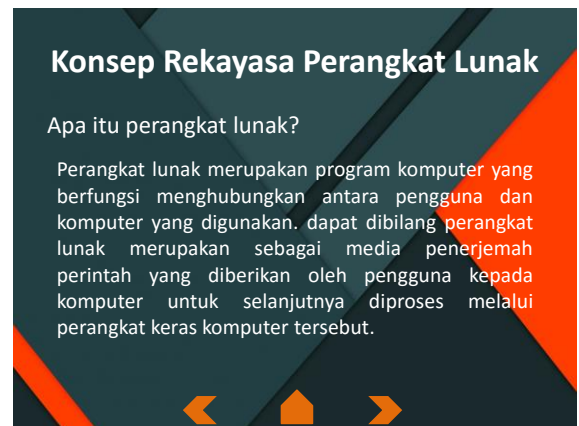 Konsep Rekayasa Perangkat Lunak
Apa itu perangkat lunak?
Perangkat lunak merupakan program komputer yang
berfungsi menghubungkan antara pengguna dan
komputer yang digunakan. dapat dibilang perangkat
lunak merupakan sebagai media penerjemah
perintah yang diberikan oleh pengguna kepada
komputer untuk selanjutnya diproses melalui
perangkat keras komputer tersebut.